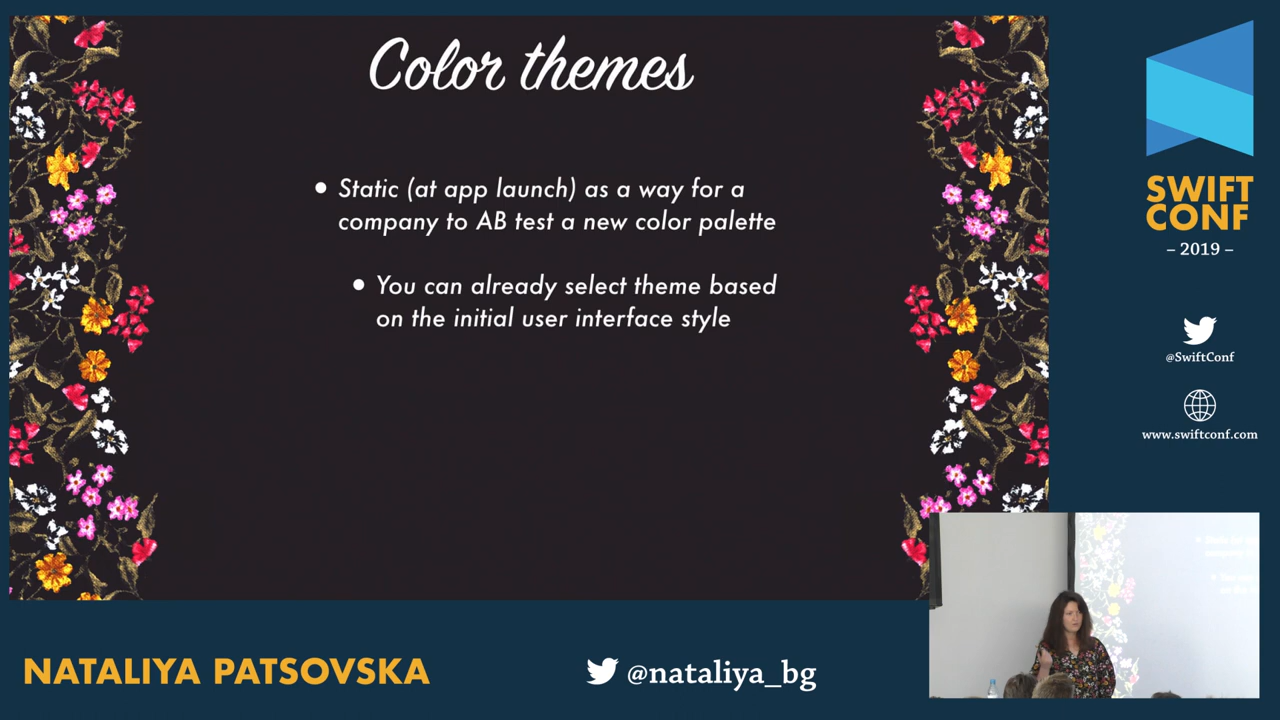 Color themes
• Static (at app launch) as a way for a
company to AB test a new color palette
• You can already select theme based
on the initial user interface style
SWIFT
CONF
– 2019 –
@SwiftConf
www.swiftconf.com
NATALIYA PATSOVSKA
@nataliya_bg